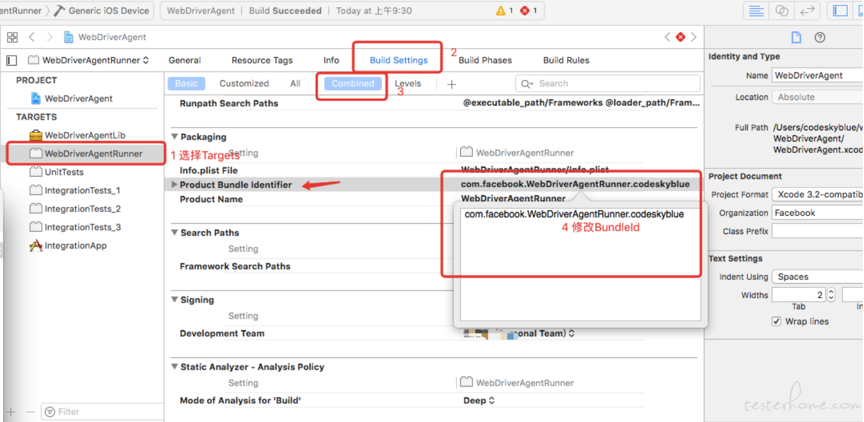 entRunner
Generic iOS Device
WebDriverAgent
Build Succeeded
Today at 上午9:30
1
1
WebDriverAgent
WebDriverAgentRunner
General
Resource Tags
Info
Build Settings
2
Build Phases
Build Rules
Identity and Type
PROJECT
Basic
Customized
All
Combined
3
Levels
Search
Name WebDriverAgent
WebDriverAgent
Runpath Search Paths
@executable_path/Frameworks @loader_path/Fram...
Location Absolute
TARGETS
WebDriverAgentLib
Packaging
Full Path /Users/codeskyblue/w
WebDriverAgent/
WebDriverAgent.xcod
WebDriverAgentRunner
1 选择Targets
Setting
WebDriverAgentRunner
UnitTests
Info.plist File
WebDriverAgentRunner/Info.plist
IntegrationTests_1
Product Bundle Identifier
com.facebook.WebDriverAgentRunner.codeskyblue
Project Document
IntegrationTests_2
Product Name
WebDriverAgentRunner
Project Format Xcode 3.2-compatib
IntegrationTests_3
com.facebook.WebDriverAgentRunner.codeskyblue
4 修改BundleId
Organization Facebook
IntegrationApp
Search Paths
Setting
Class Prefix
Framework Search Paths
Text Settings
Indent Using Spaces
Signing
Widths 2
Tab
Setting
Wrap lines
Development Team
onal Team)
Static Analyzer - Analysis Policy
Setting
WebDriverAgentRunner
Mode of Analysis for 'Build'
Deep
Filter
testerhome.com